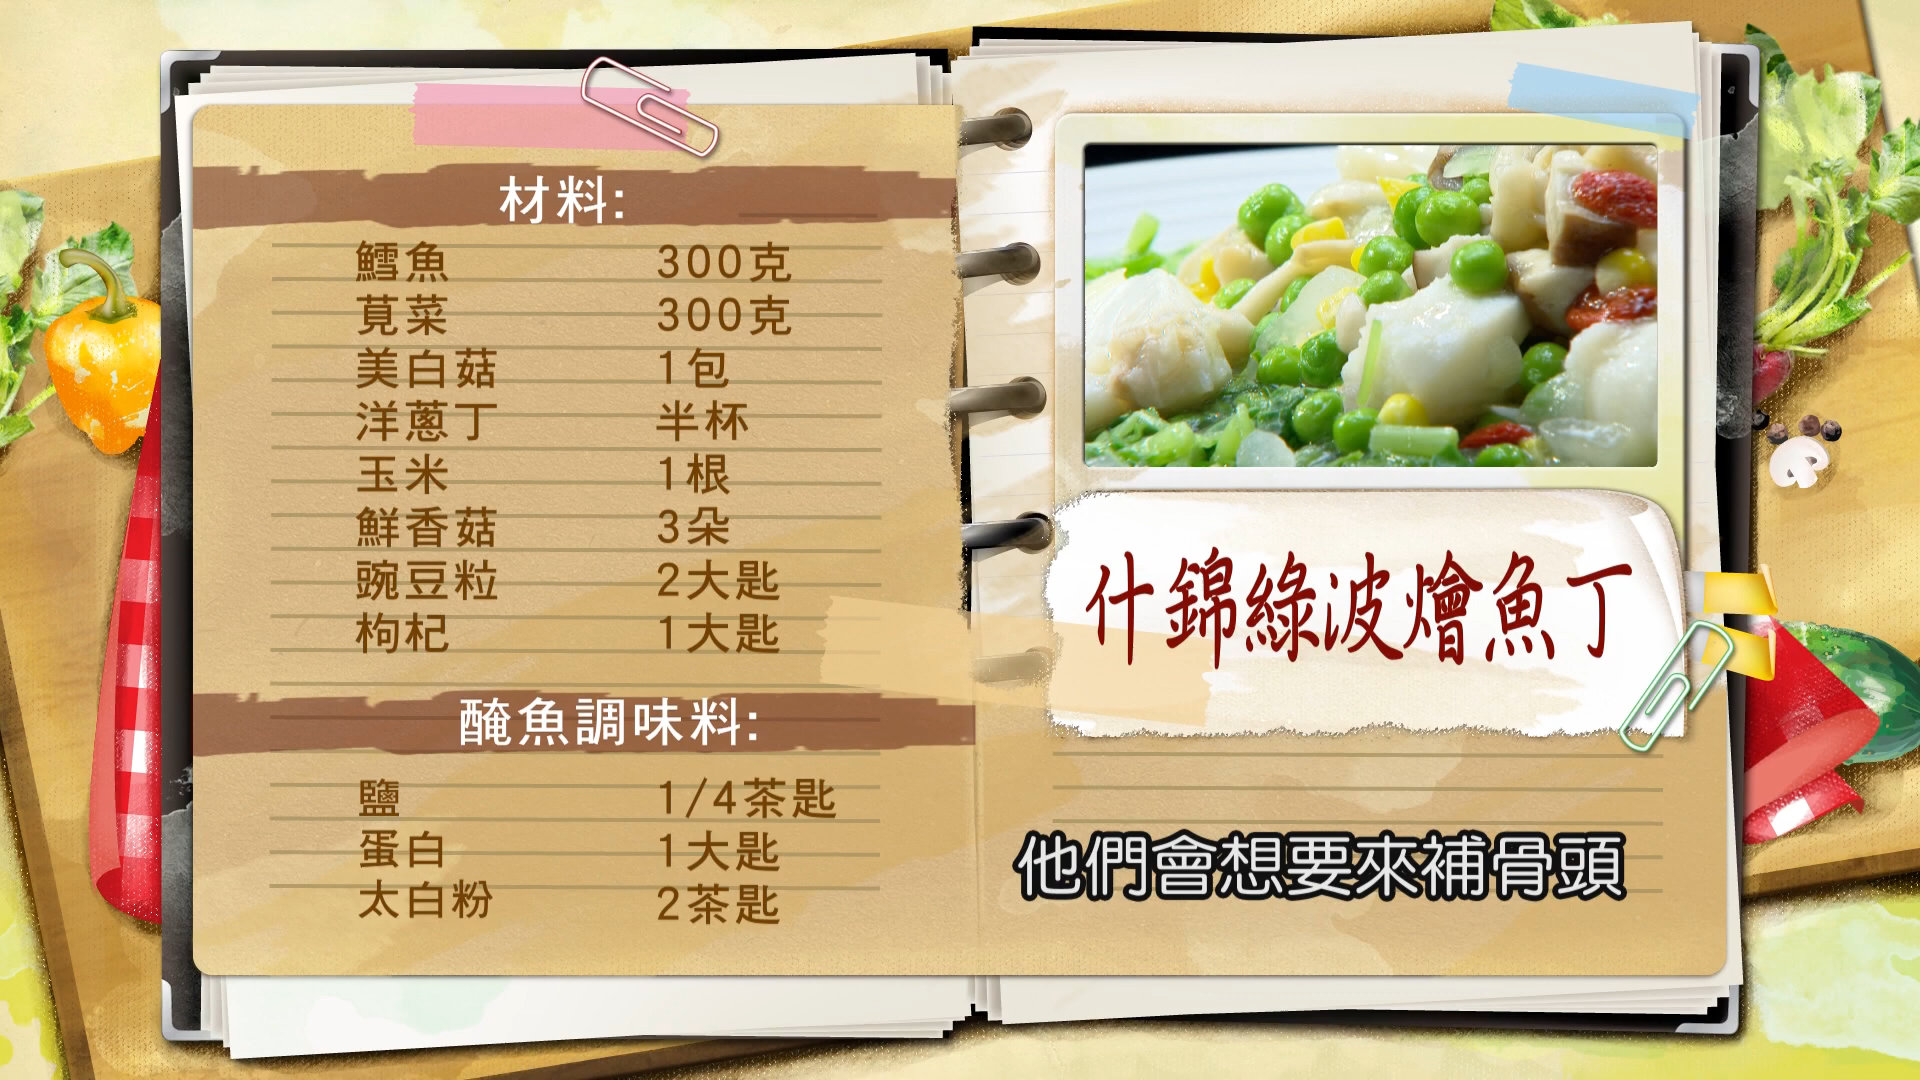 材料:
鱈魚 300克
莧菜 300克
美白菇 1包
洋蔥丁 半杯
玉米 1根
鮮香菇 3朵
豌豆粒 2大匙
枸杞 1大匙
醃魚調味料:
鹽 1/4茶匙
蛋白 1大匙
太白粉 2茶匙
什錦綠波燴魚丁
他們會想要來補骨頭